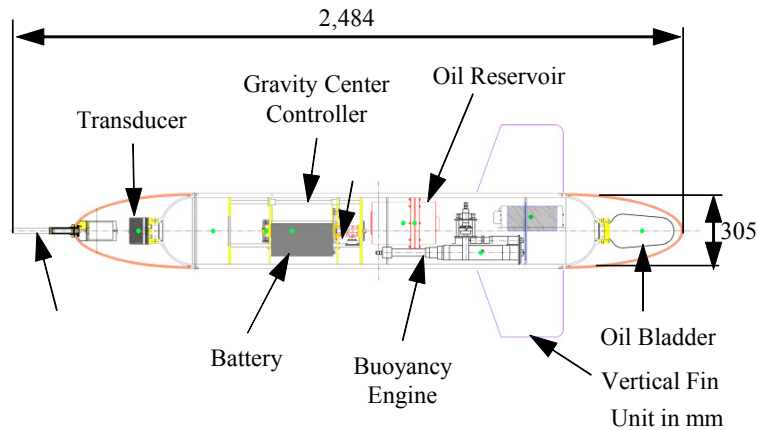 2,484
Gravity Center
Controller
Oil Reservoir
Transducer
305
Battery
Buoyancy
Engine
Oil Bladder
Vertical Fin
Unit in mm